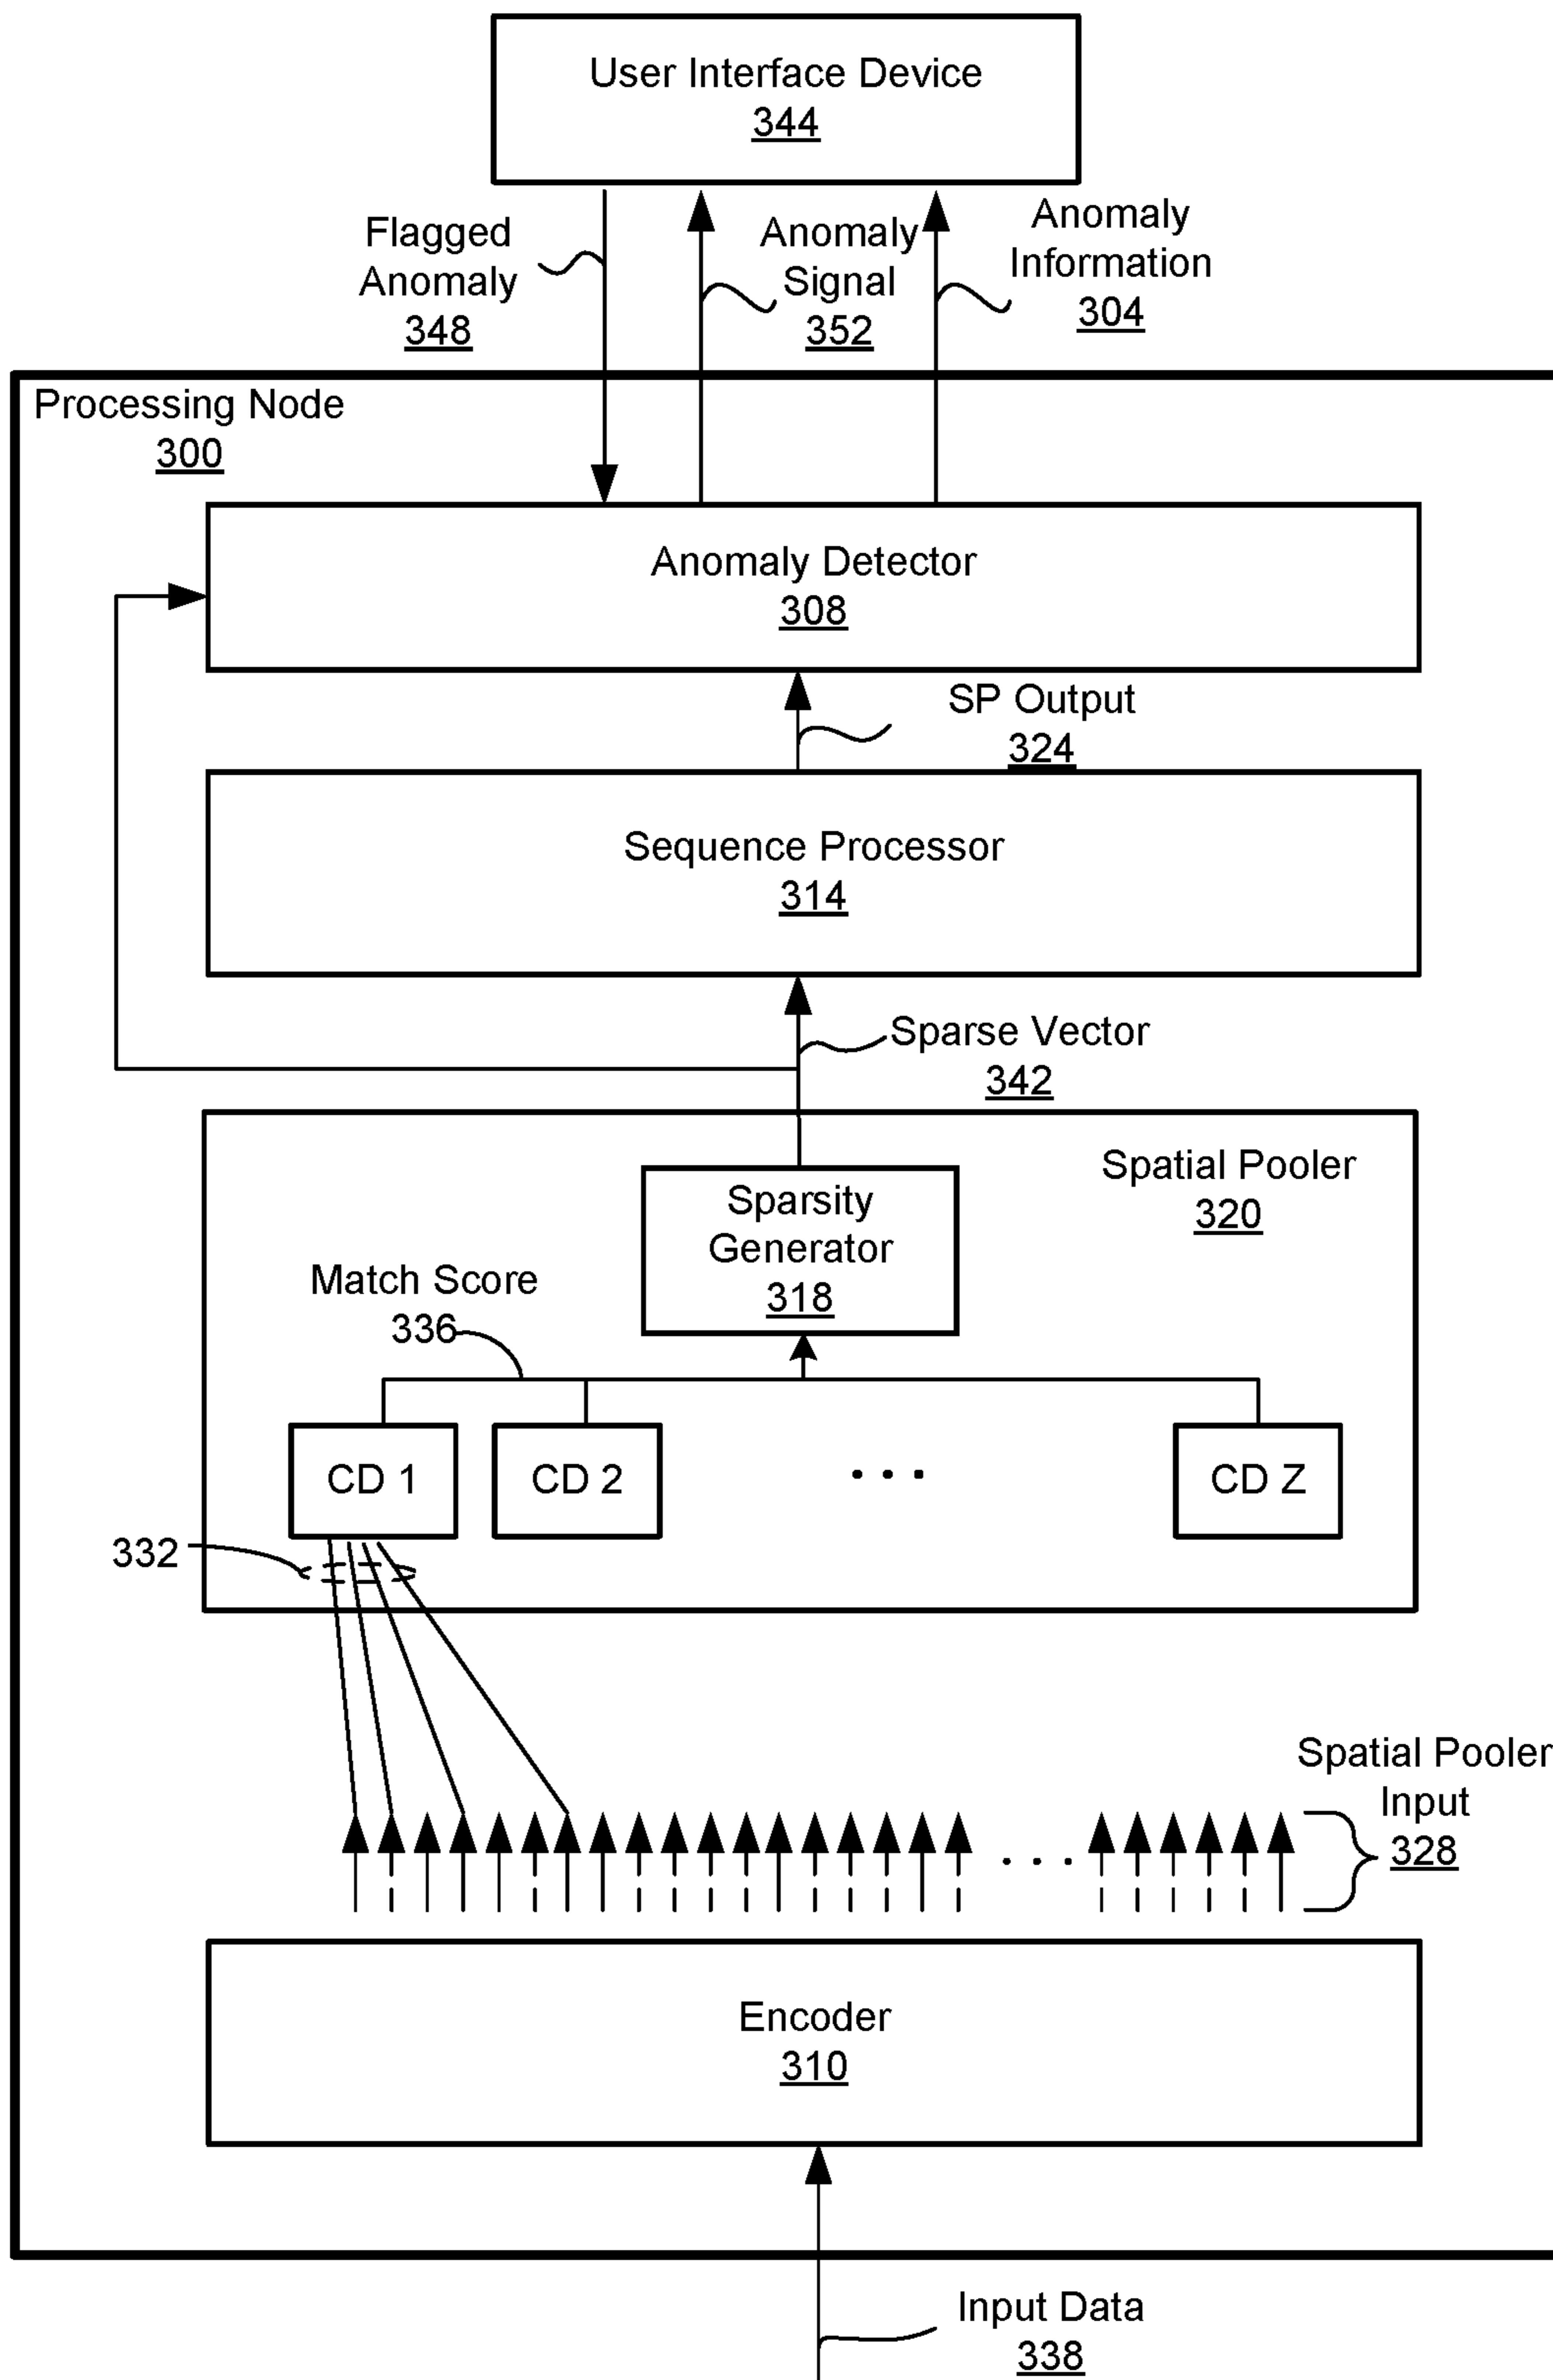 User Interface Device
344
Flagged
Anomaly
348
Anomaly
Signal
352
Anomaly
Information
304
Processing Node
300
Anomaly Detector
308
SP Output
324
Sequence Processor
314
Sparse Vector
342
Spatial Pooler
320
Sparsity
Generator
318
Match Score
336
CD 1
CD 2
. . .
CD Z
332
. . .
Spatial Pooler
Input
328
Encoder
310
Input Data
338